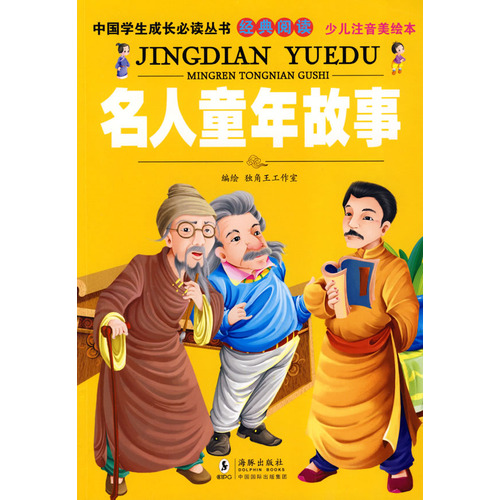 中国学生成长必读丛书 经典阅读 少儿注音美绘本
JINGDIAN YUEDU
MINGREN TONGNIAN GUSHI
名人童年故事
编绘 独角王工作室
海豚出版社
DOLPHIN BOOKS
CIPG 中国国际出版集团